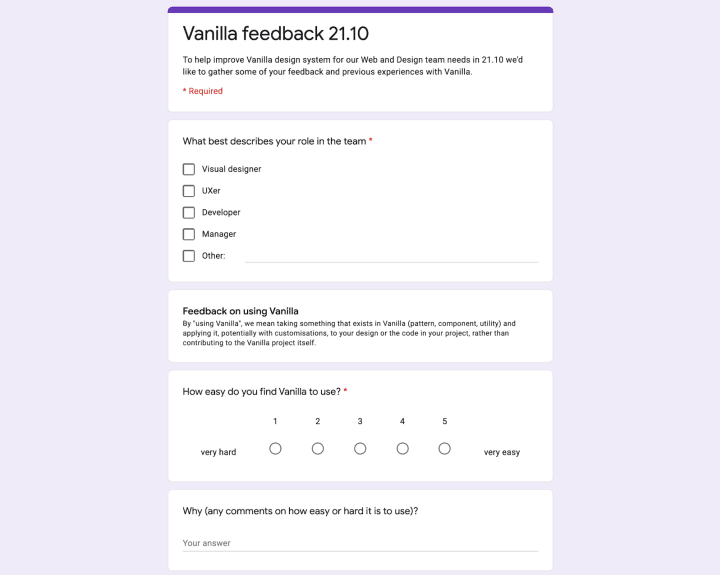 Vanilla feedback 21.10
To help improve Vanilla design system for our Web and Design team needs in 21.10 we'd
like to gather some of your feedback and previous experiences with Vanilla.
* Required
What best describes your role in the team *
Visual designer
UXer
Developer
Manager
Other:
Feedback on using Vanilla
By "using Vanilla", we mean taking something that exists in Vanilla (pattern, component, utility) and
applying it, potentially with customisations, to your design or the code in your project, rather than
contributing to the Vanilla project itself.
How easy do you find Vanilla to use? *
1 2 3 4 5
very hard very easy
Why (any comments on how easy or hard it is to use)?
Your answer